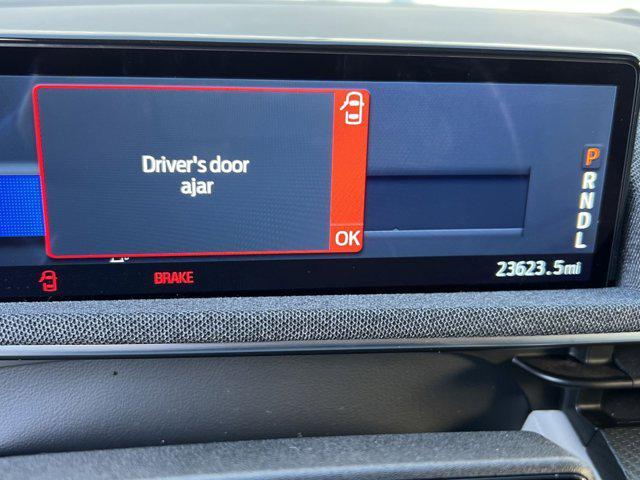 Driver's door
ajar
OK
P
R
N
D
L
BRAKE
23623.5mi